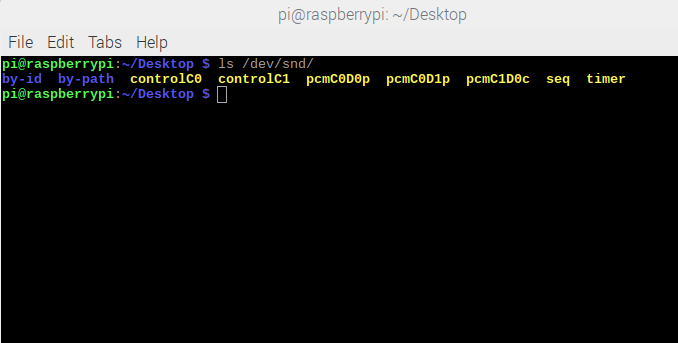 pi@raspberrypi: ~/Desktop
File Edit Tabs Help
pi@raspberrypi:~/Desktop $ ls /dev/snd/
by-id by-path controlC0 controlC1 pcmC0D0p pcmC0D1p pcmC1D0c seq timer
pi@raspberrypi:~/Desktop $